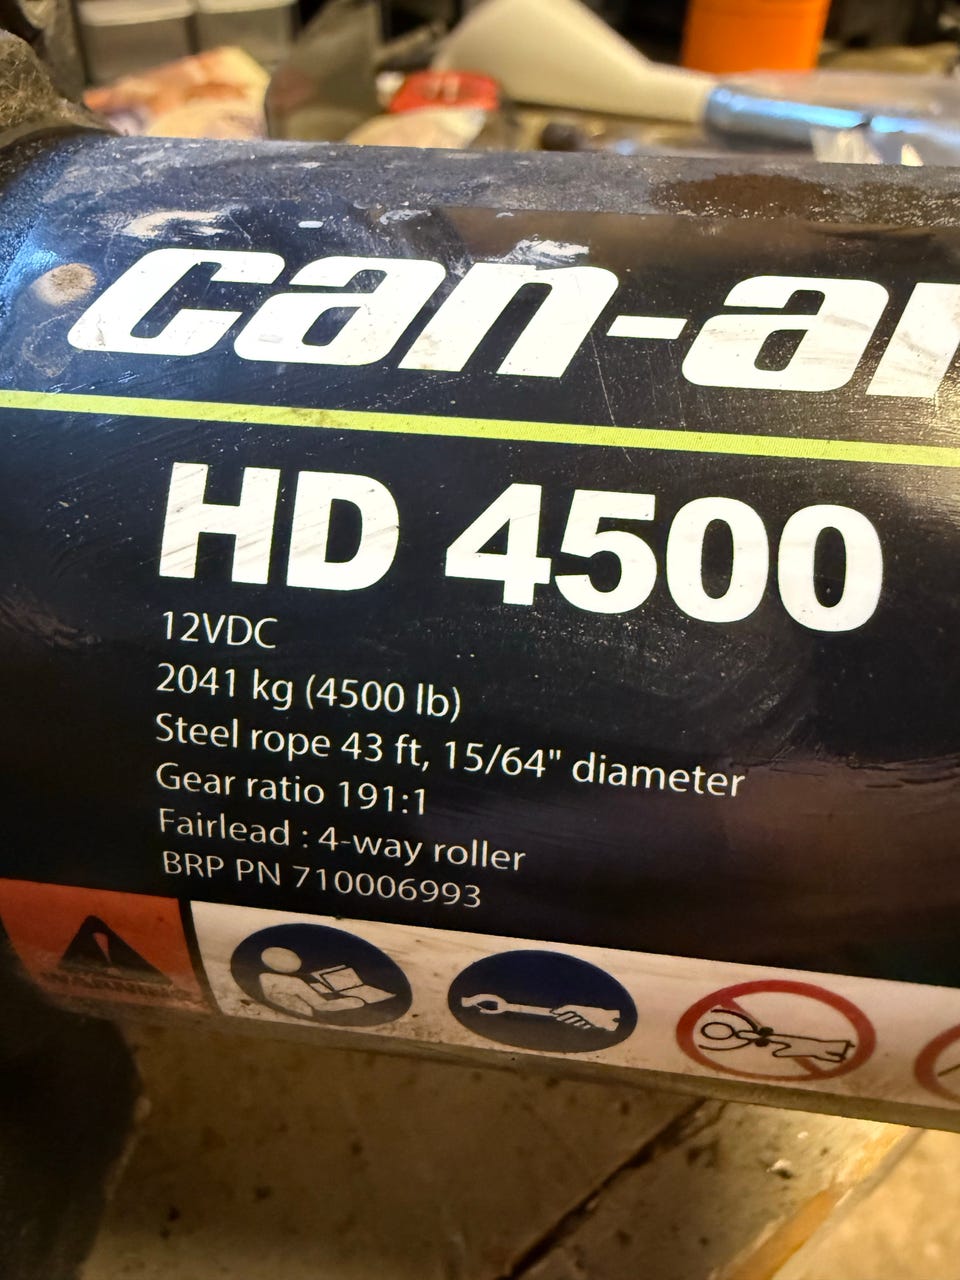 can-a
HD 4500
12VDC
2041 kg (4500 lb)
Steel rope 43 ft, 15/64" diameter
Gear ratio 191:1
Fairlead : 4-way roller
BRP PN 710006993
WARNING